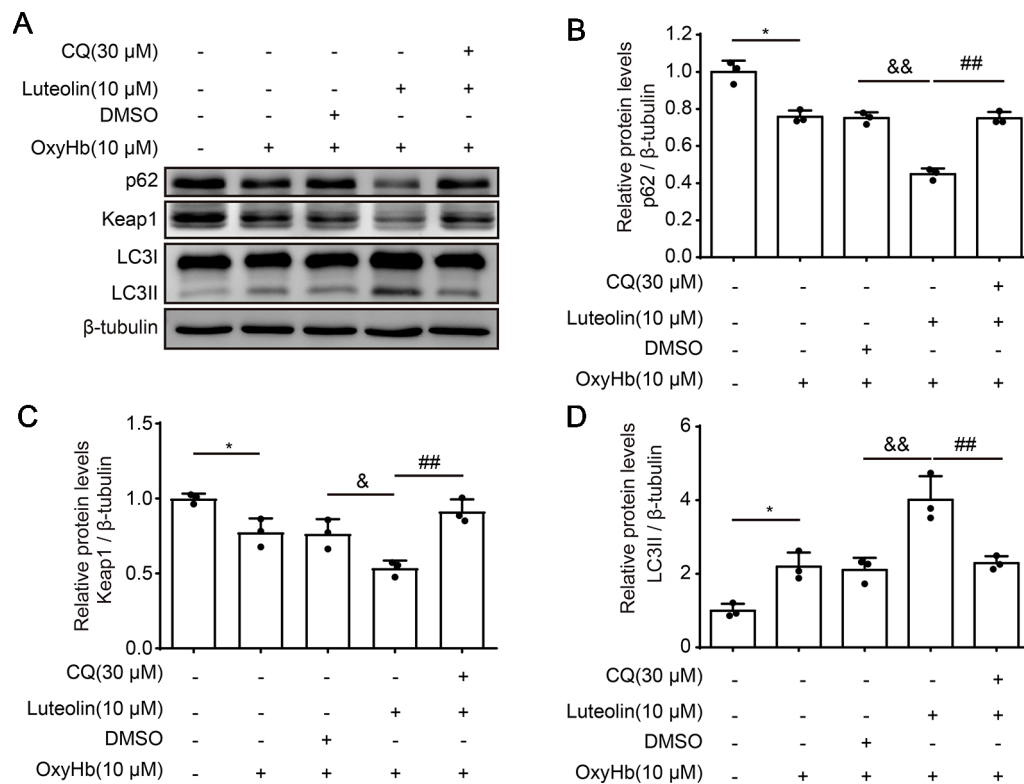 A
CQ(30 μM) - - - - +
Luteolin(10 μM) - - - + +
DMSO - - + - -
OxyHb(10 μM) - + + + +
p62
Keap1
LC3I
LC3II
β-tubulin
B
Relative protein levels
p62 / β-tubulin
1.2
1.0
0.8
0.6
0.4
0.2
0.0
* && ##
CQ(30 μM) - - - - +
Luteolin(10 μM) - - - + +
DMSO - - + - -
OxyHb(10 μM) - + + + +
C
Relative protein levels
Keap1 / β-tubulin
1.5
1.0
0.5
0.0
* & ##
CQ(30 μM) - - - - +
Luteolin(10 μM) - - - + +
DMSO - - + - -
OxyHb(10 μM) - + + + +
D
Relative protein levels
LC3II / β-tubulin
6
4
2
0
* && ##
CQ(30 μM) - - - - +
Luteolin(10 μM) - - - + +
DMSO - - + - -
OxyHb(10 μM) - + + + +